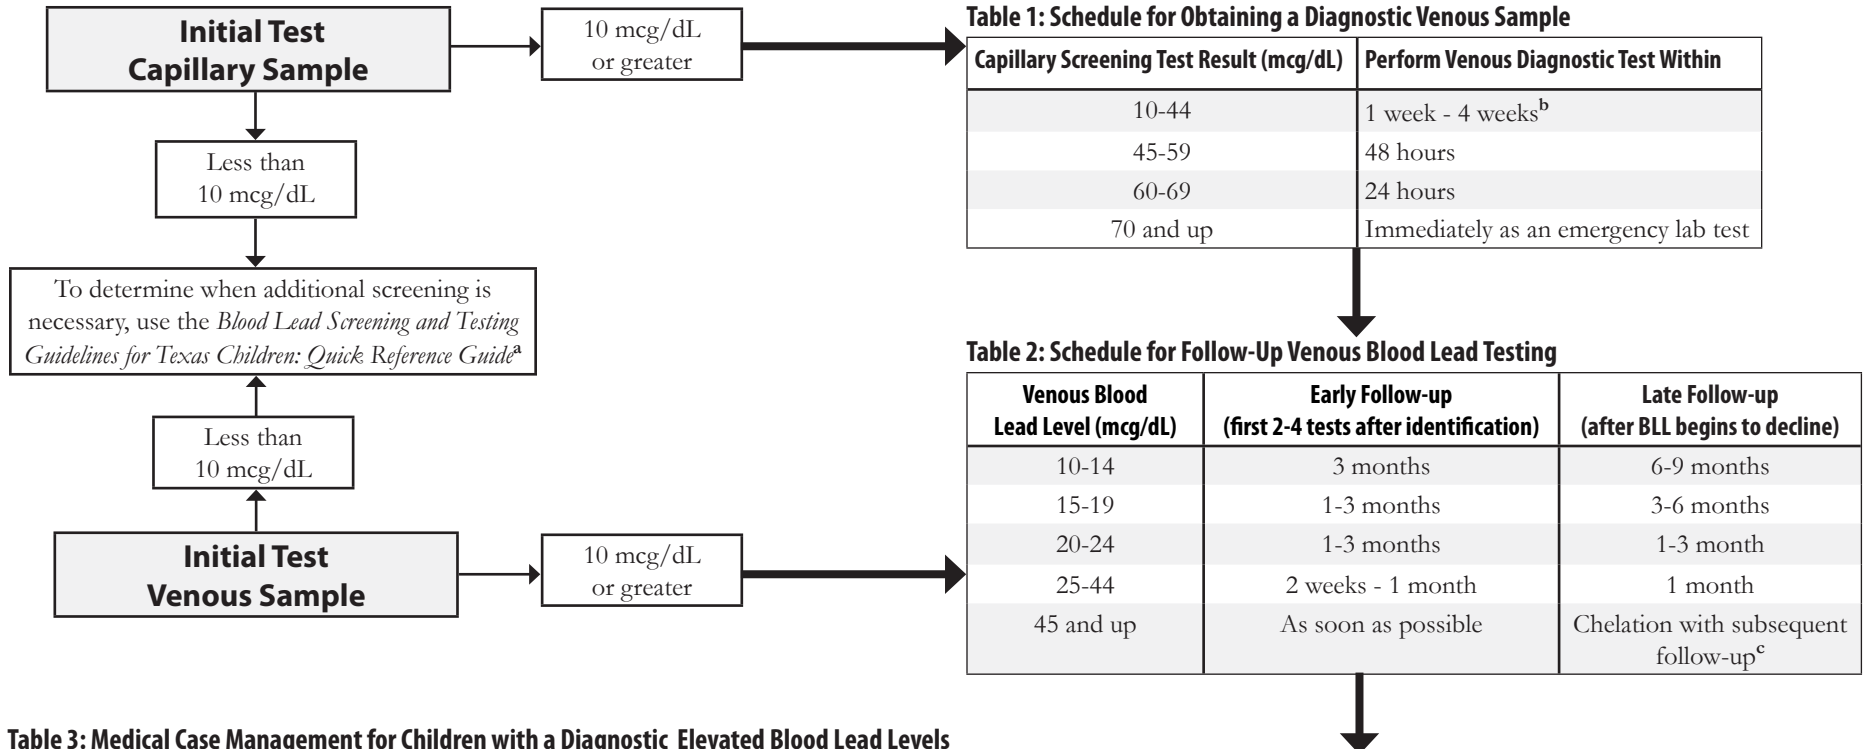 Initial Test
Capillary Sample
10 mcg/dL
or greater
Less than
10 mcg/dL
To determine when additional screening is
necessary, use the Blood Lead Screening and Testing
Guidelines for Texas Children: Quick Reference Guideᵃ
Less than
10 mcg/dL
Initial Test
Venous Sample
10 mcg/dL
or greater
Table 1: Schedule for Obtaining a Diagnostic Venous Sample
Capillary Screening Test Result (mcg/dL) Perform Venous Diagnostic Test Within
10-44 1 week - 4 weeksᵇ
45-59 48 hours
60-69 24 hours
70 and up Immediately as an emergency lab test
Table 2: Schedule for Follow-Up Venous Blood Lead Testing
Venous Blood Early Follow-up Late Follow-up
Lead Level (mcg/dL) (first 2-4 tests after identification) (after BLL begins to decline)
10-14 3 months 6-9 months
15-19 1-3 months 3-6 months
20-24 1-3 months 1-3 month
25-44 2 weeks - 1 month 1 month
45 and up As soon as possible Chelation with subsequent
follow-upᶜ
Table 3: Medical Case Management for Children with a Diagnostic Elevated Blood Lead Levels